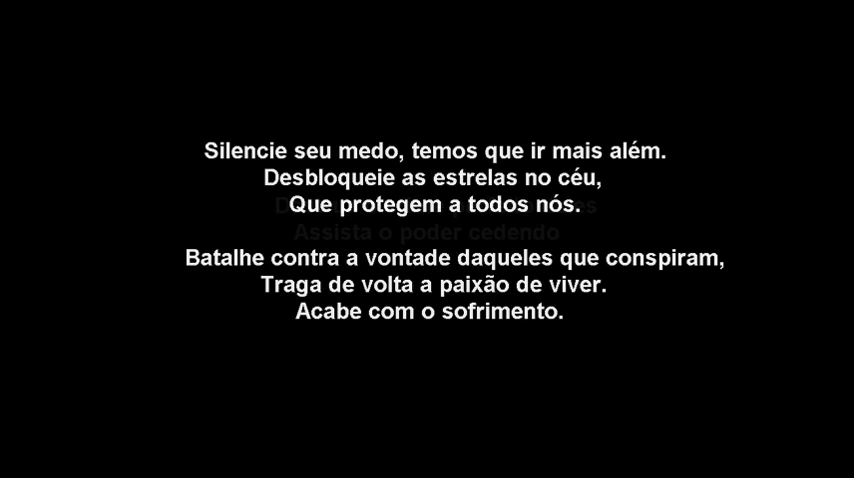 Silencie seu medo, temos que ir mais além.
Desbloqueie as estrelas no céu,
Que protegem a todos nós.
Assista o poder cedendo
Batalhe contra a vontade daqueles que conspiram,
Traga de volta a paixão de viver.
Acabe com o sofrimento.